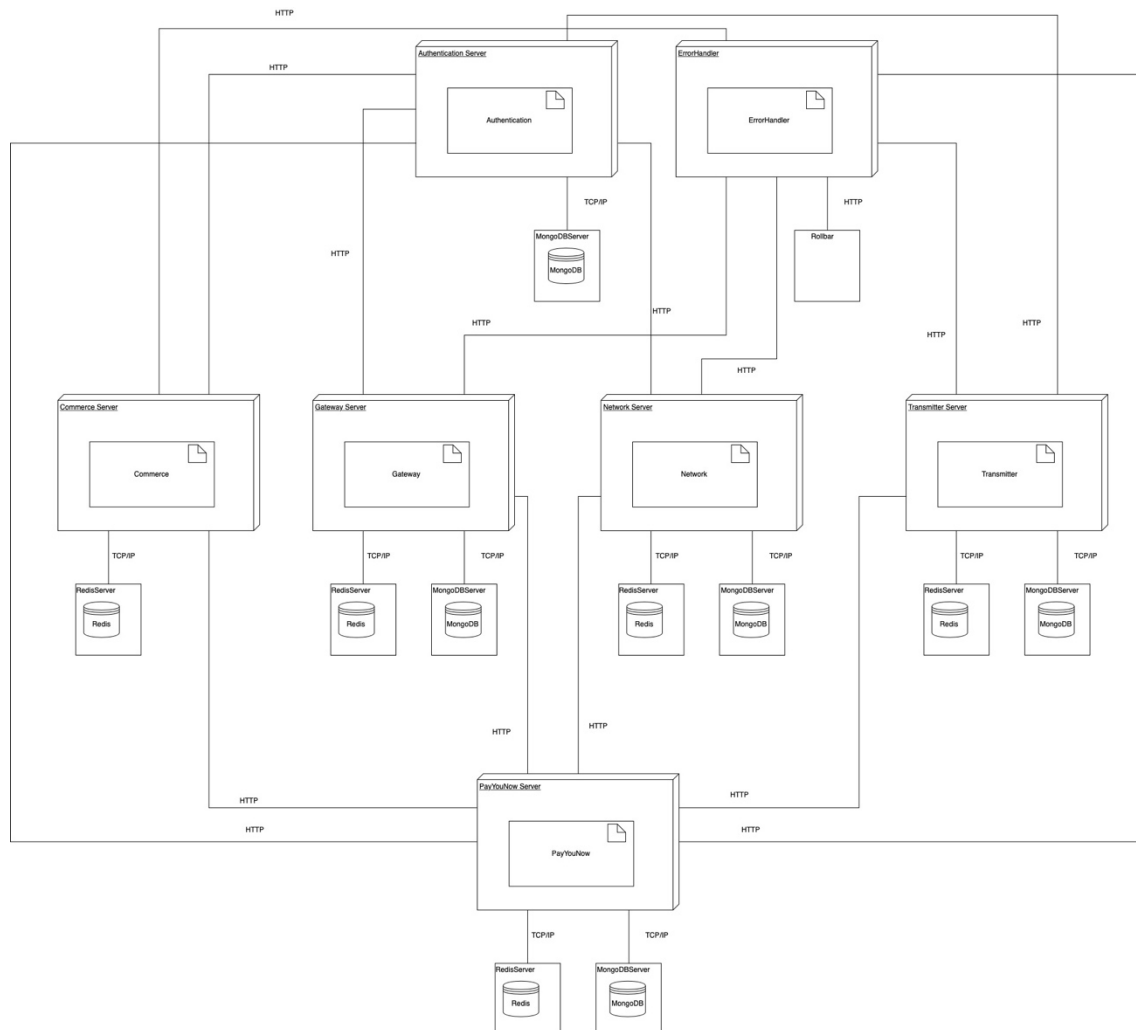 HTTP
Authentication Server
ErrorHandler
HTTP
Authentication
ErrorHandler
TCP/IP
HTTP
MongoDBServer
Rollbar
HTTP
MongoDB
HTTP
HTTP
HTTP
HTTP
HTTP
Commerce Server
Gateway Server
Network Server
Transmitter Server
Commerce
Gateway
Network
Transmitter
TCP/IP
TCP/IP
TCP/IP
TCP/IP
TCP/IP
TCP/IP
TCP/IP
RedisServer
RedisServer
MongoDBServer
RedisServer
MongoDBServer
RedisServer
MongoDBServer
Redis
Redis
MongoDB
Redis
MongoDB
Redis
MongoDB
HTTP
HTTP
PayYouNow Server
HTTP
HTTP
HTTP
HTTP
PayYouNow
TCP/IP
TCP/IP
RedisServer
MongoDBServer
Redis
MongoDB